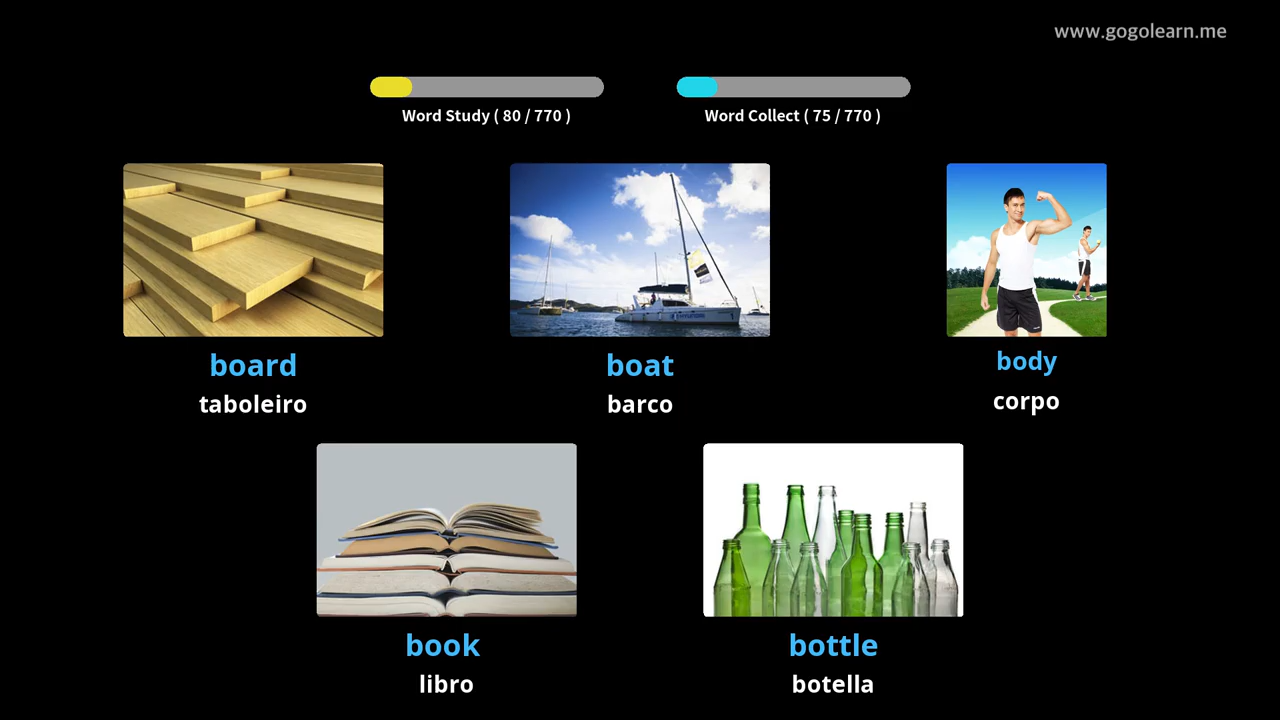 www.gogolearn.me
Word Study ( 80 / 770 )
Word Collect ( 75 / 770 )
board
taboleiro
boat
barco
body
corpo
book
libro
bottle
botella